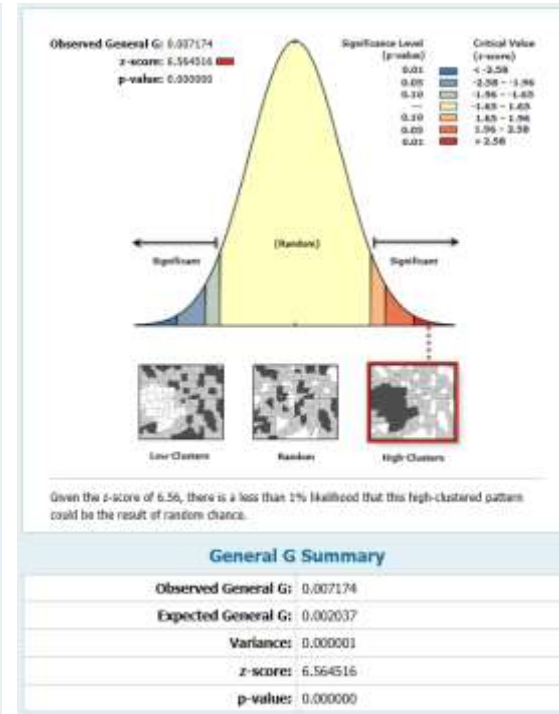 Observed General G: 0.007174
z-score: 6.564516
p-value: 0.000000
Significance Level
(p-value)
Critical Value
(z-score)
0.01 < -2.58
0.05 -2.58 - -1.96
0.10 -1.96 - -1.65
--- -1.65 - 1.65
0.10 1.65 - 1.96
0.05 1.96 - 2.58
0.01 > 2.58
(Random)
Significant
Significant
Low-Clusters
Random
High-Clusters
Given the z-score of 6.56, there is a less than 1% likelihood that this high-clustered pattern
could be the result of random chance.
General G Summary
Observed General G: 0.007174
Expected General G: 0.002037
Variance: 0.000001
z-score: 6.564516
p-value: 0.000000